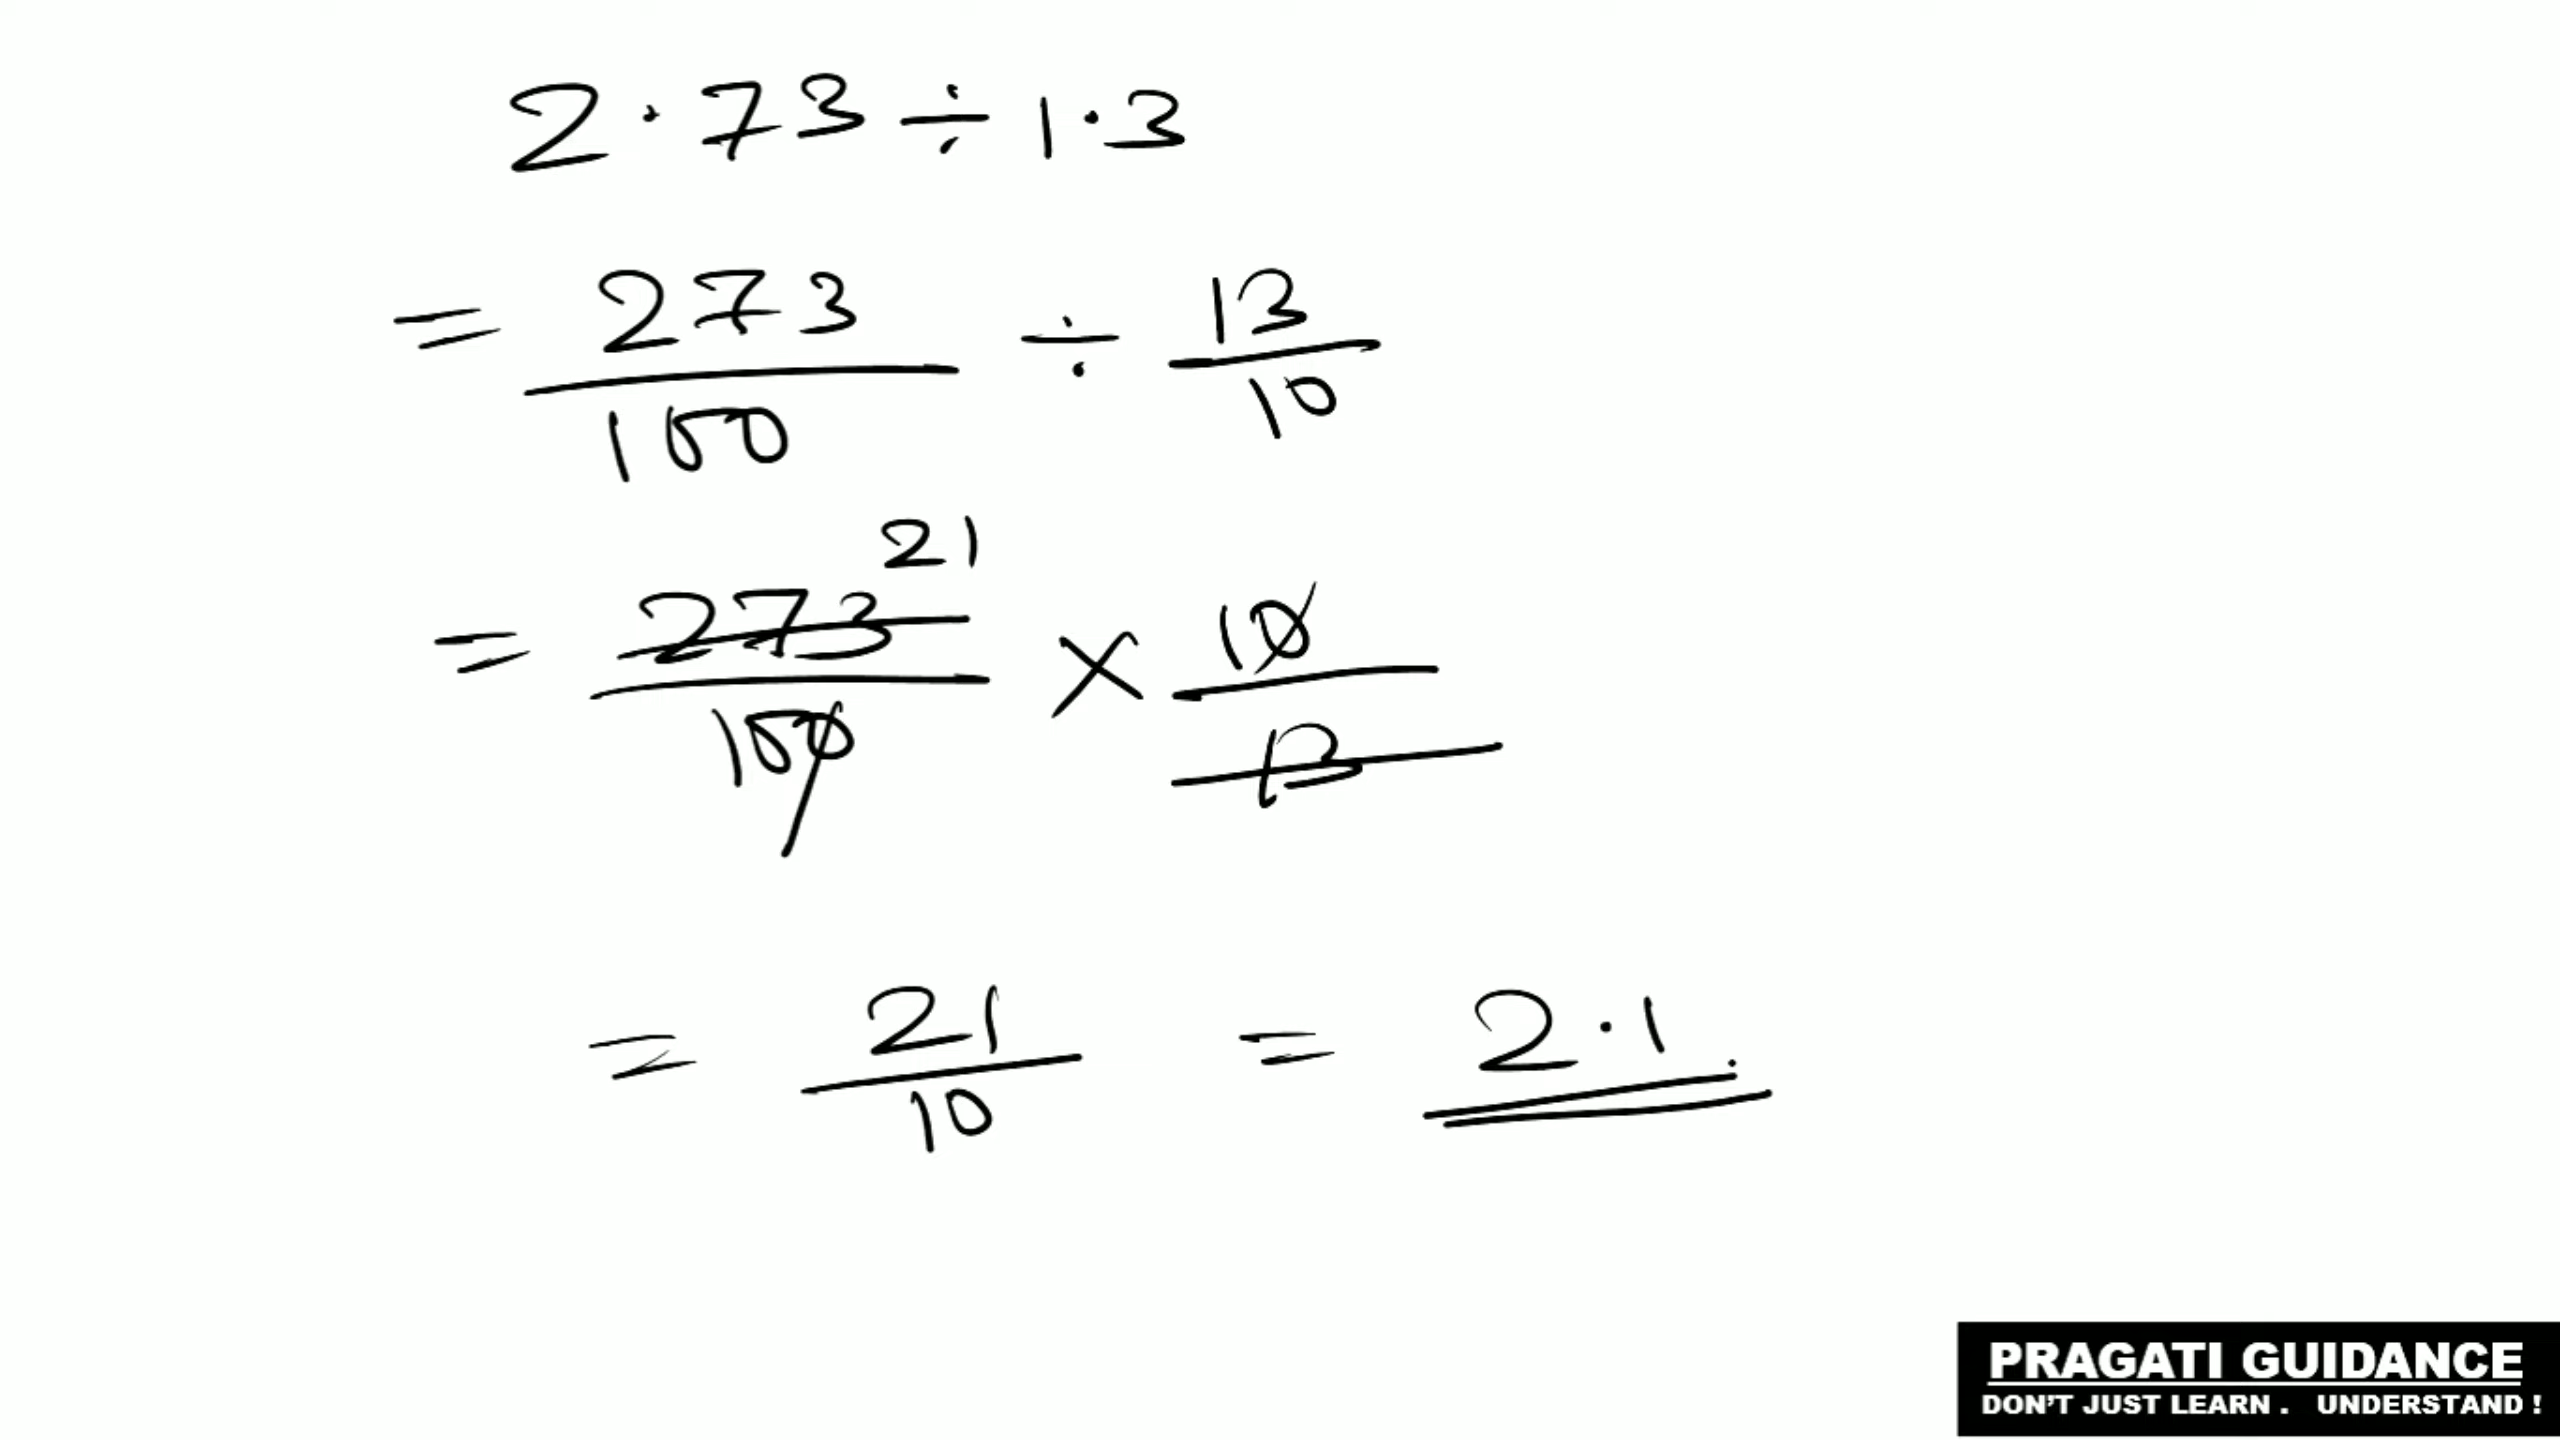 2.73 ÷ 1.3
= 273/100 ÷ 13/10
21
= 273/100 × 10/13
= 21/10 = 2.1
PRAGATI GUIDANCE
DON'T JUST LEARN . UNDERSTAND !